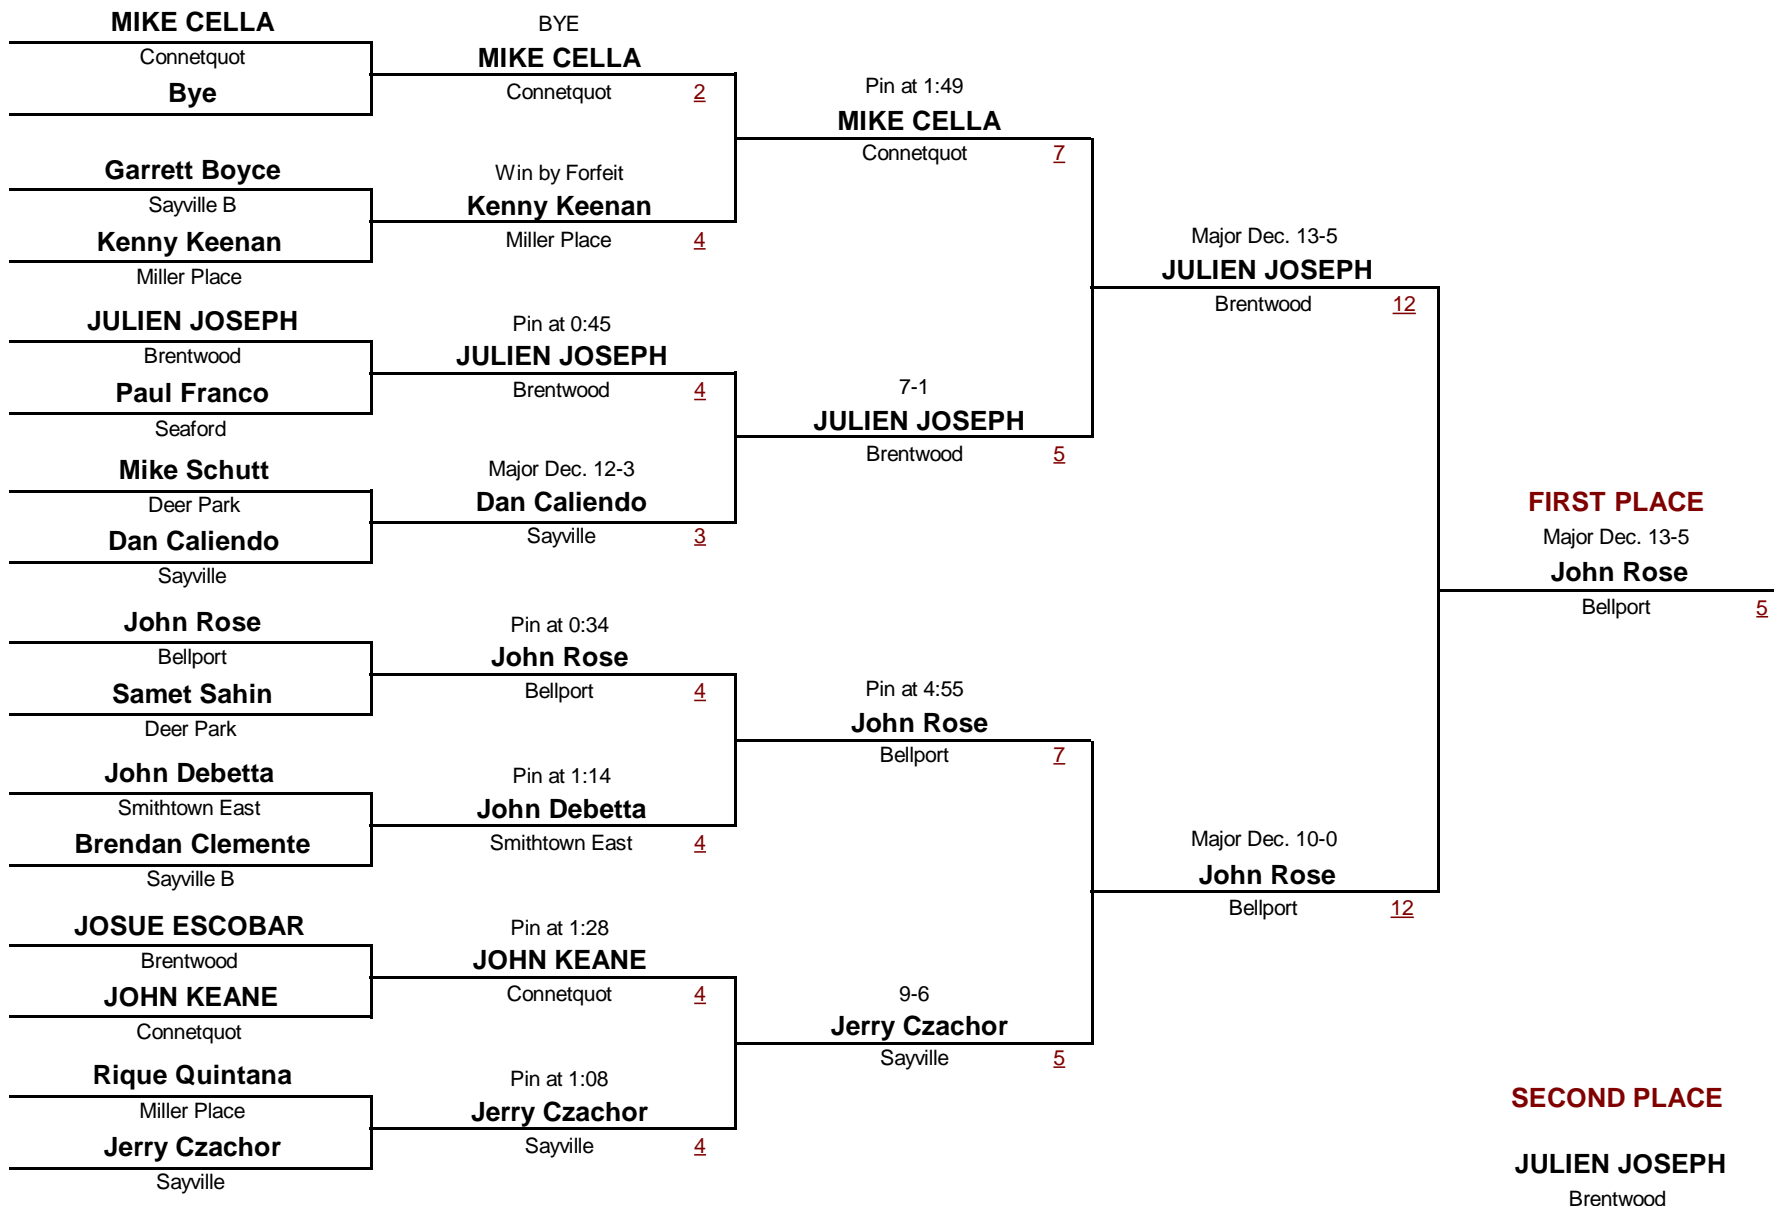 MIKE CELLA
Connetquot
Bye
Garrett Boyce
Sayville B
Kenny Keenan
Miller Place
JULIEN JOSEPH
Brentwood
Paul Franco
Seaford
Mike Schutt
Deer Park
Dan Caliendo
Sayville
John Rose
Bellport
Samet Sahin
Deer Park
John Debetta
Smithtown East
Brendan Clemente
Sayville B
JOSUE ESCOBAR
Brentwood
JOHN KEANE
Connetquot
Rique Quintana
Miller Place
Jerry Czachor
Sayville
BYE
MIKE CELLA
Connetquot 2
Win by Forfeit
Kenny Keenan
Miller Place 4
Pin at 0:45
JULIEN JOSEPH
Brentwood 4
Major Dec. 12-3
Dan Caliendo
Sayville 3
Pin at 0:34
John Rose
Bellport 4
Pin at 1:14
John Debetta
Smithtown East 4
Pin at 1:28
JOHN KEANE
Connetquot 4
Pin at 1:08
Jerry Czachor
Sayville 4
Pin at 1:49
MIKE CELLA
Connetquot 7
7-1
JULIEN JOSEPH
Brentwood 5
Pin at 4:55
John Rose
Bellport 7
9-6
Jerry Czachor
Sayville 5
Major Dec. 13-5
JULIEN JOSEPH
Brentwood 12
Major Dec. 10-0
John Rose
Bellport 12
FIRST PLACE
Major Dec. 13-5
John Rose
Bellport 5
SECOND PLACE
JULIEN JOSEPH
Brentwood